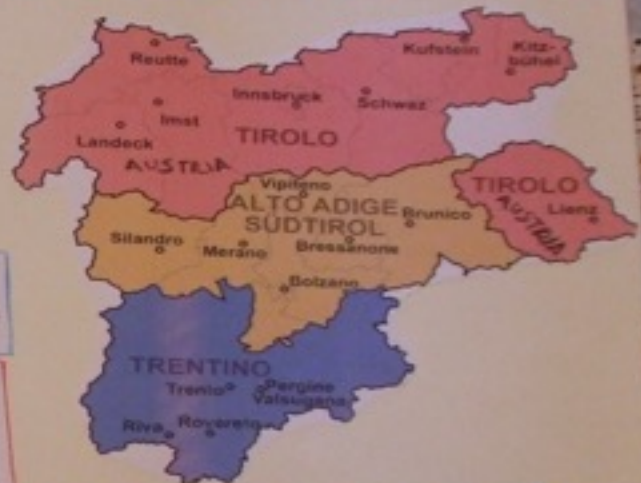 Reutte
Kufstein
Kitz-
bühel
Innsbruck
Schwaz
Imst
Landeck
TIROLO
AUSTRIA
Vipiteno
TIROLO
AUSTRIA
Lienz
ALTO ADIGE
SÜDTIROL
Brunico
Silandro
Merano
Bressanone
Bolzano
TRENTINO
Trento
Pergine
Valsugana
Riva
Rovereto